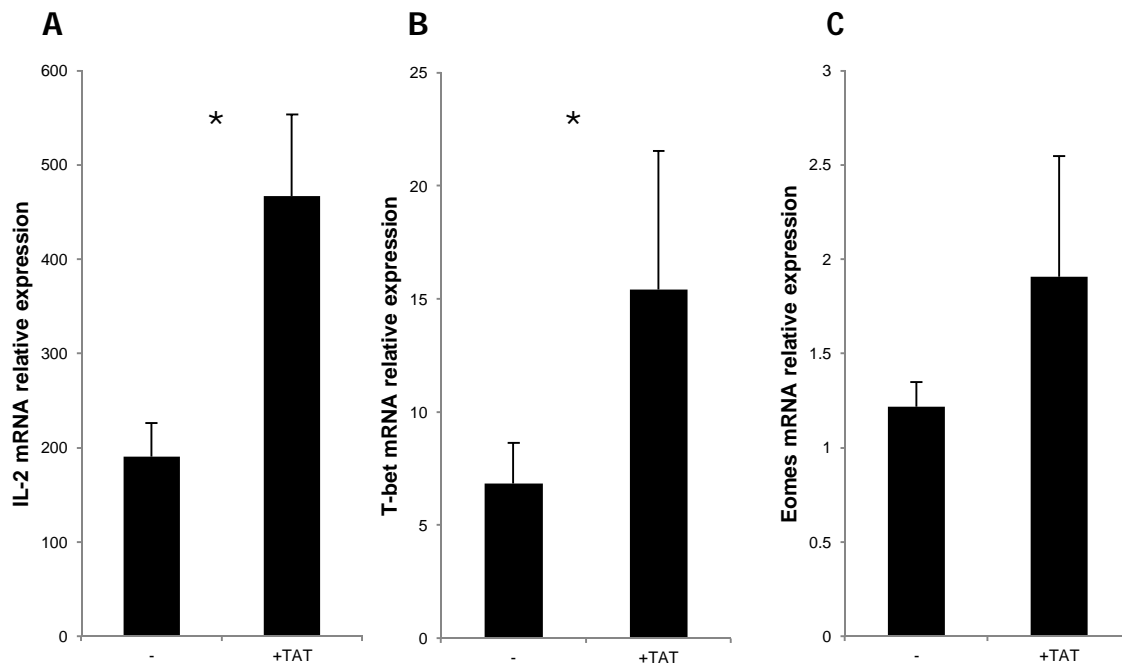 A
B
C
IL-2 mRNA relative expression
600
500
400
300
200
100
0
*
-
+TAT
T-bet mRNA relative expression
25
20
15
10
5
0
*
-
+TAT
Eomes mRNA relative expression
3
2.5
2
1.5
1
0.5
0
-
+TAT